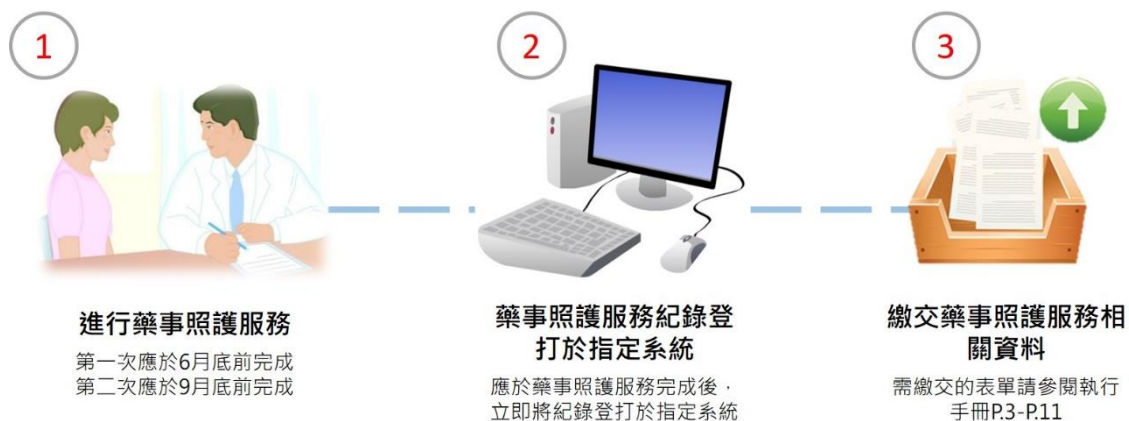 1
2
3
進行藥事照護服務
第一次應於6月底前完成
第二次應於9月底前完成
藥事照護服務紀錄登
打於指定系統
應於藥事照護服務完成後，
立即將紀錄登打於指定系統
繳交藥事照護服務相
關資料
需繳交的表單請參閱執行
手冊P.3-P.11